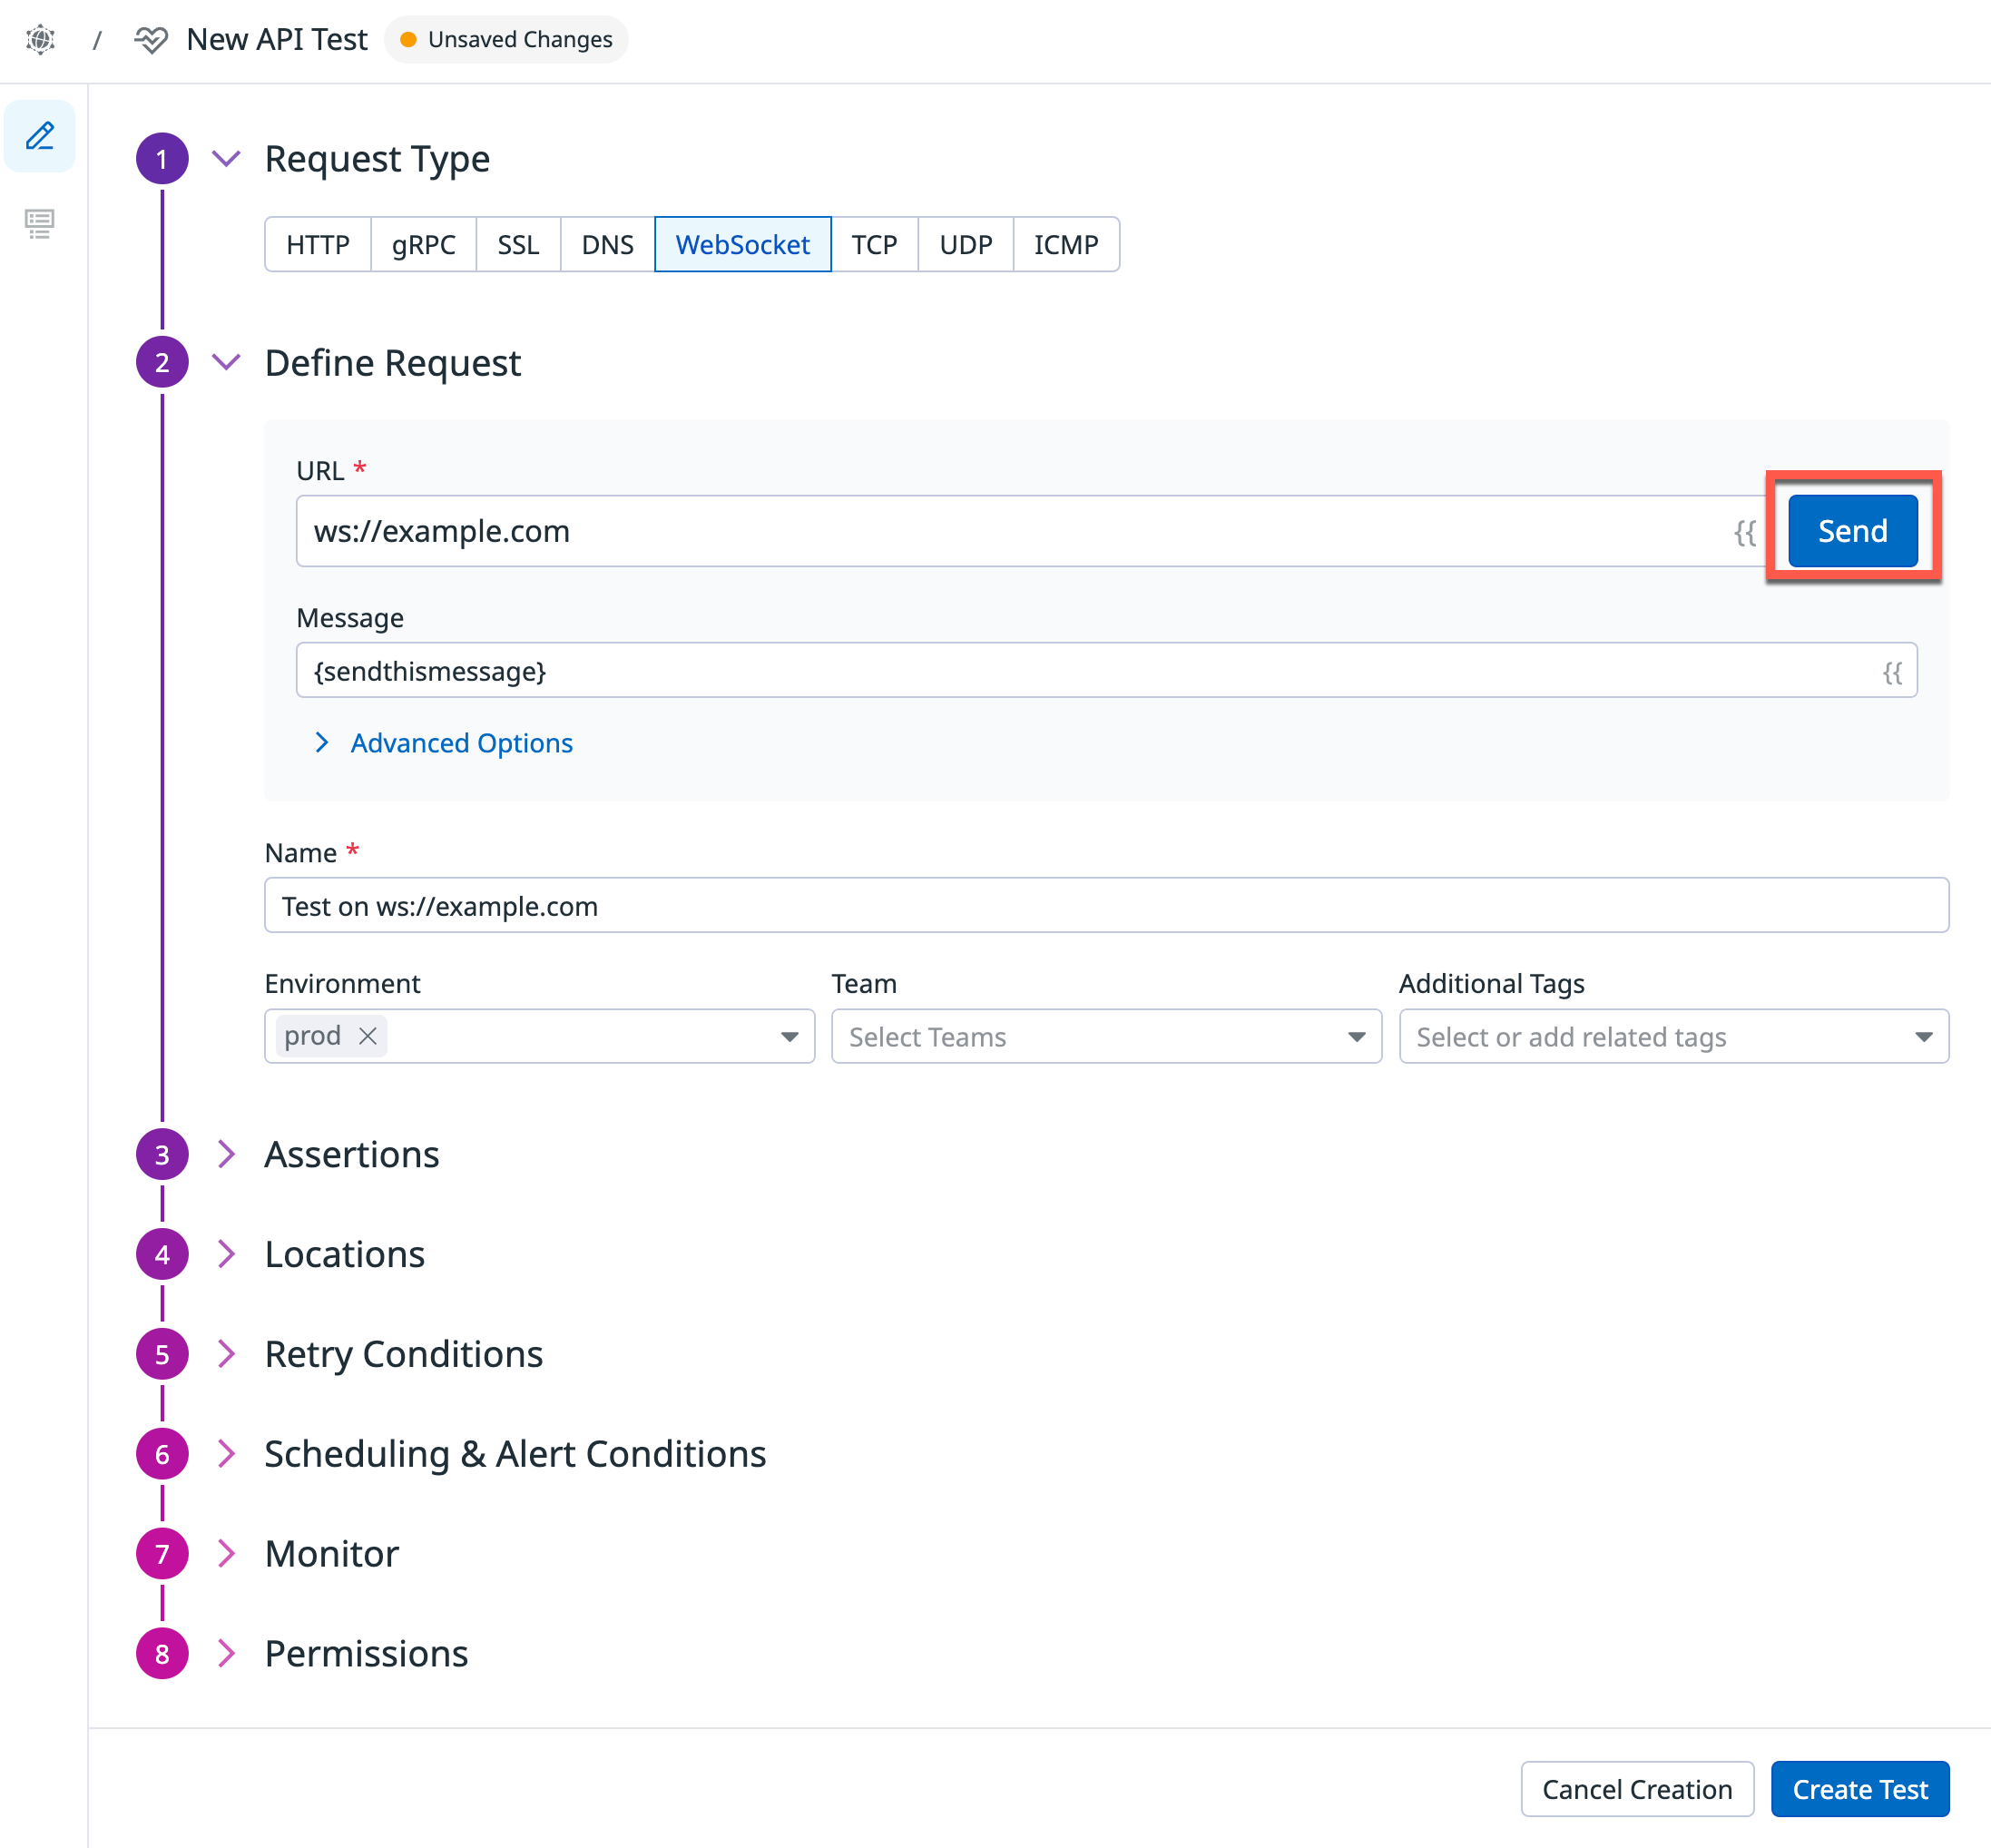 / New API Test Unsaved Changes
1 Request Type
HTTP gRPC SSL DNS WebSocket TCP UDP ICMP
2 Define Request
URL *
ws://example.com {{ Send
Message
{sendthismessage} {{
Advanced Options
Name *
Test on ws://example.com
Environment Team Additional Tags
prod Select Teams Select or add related tags
3 Assertions
4 Locations
5 Retry Conditions
6 Scheduling & Alert Conditions
7 Monitor
8 Permissions
Cancel Creation Create Test